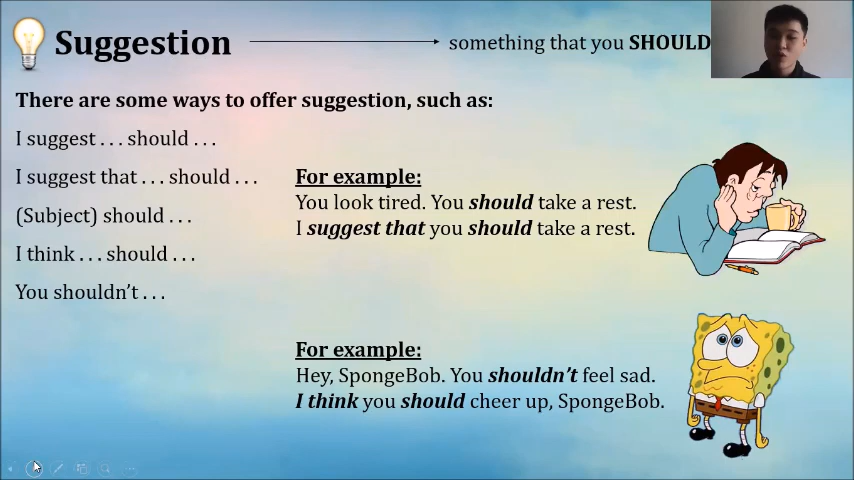 Suggestion
something that you SHOULD
There are some ways to offer suggestion, such as:
I suggest . . . should . . .
I suggest that . . . should . . .
(Subject) should . . .
I think . . . should . . .
You shouldn’t . . .
For example:
You look tired. You should take a rest.
I suggest that you should take a rest.
For example:
Hey, SpongeBob. You shouldn’t feel sad.
I think you should cheer up, SpongeBob.